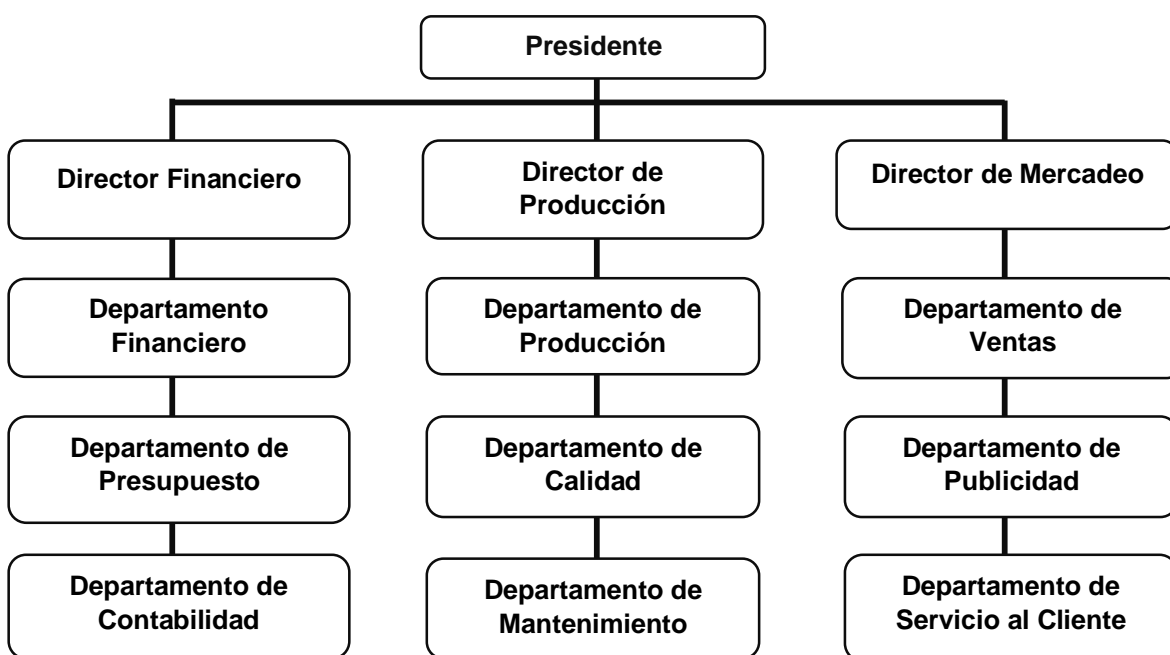 Presidente
Director Financiero
Director de
Producción
Director de Mercadeo
Departamento
Financiero
Departamento de
Producción
Departamento de
Ventas
Departamento de
Presupuesto
Departamento de
Calidad
Departamento de
Publicidad
Departamento de
Contabilidad
Departamento de
Mantenimiento
Departamento de
Servicio al Cliente